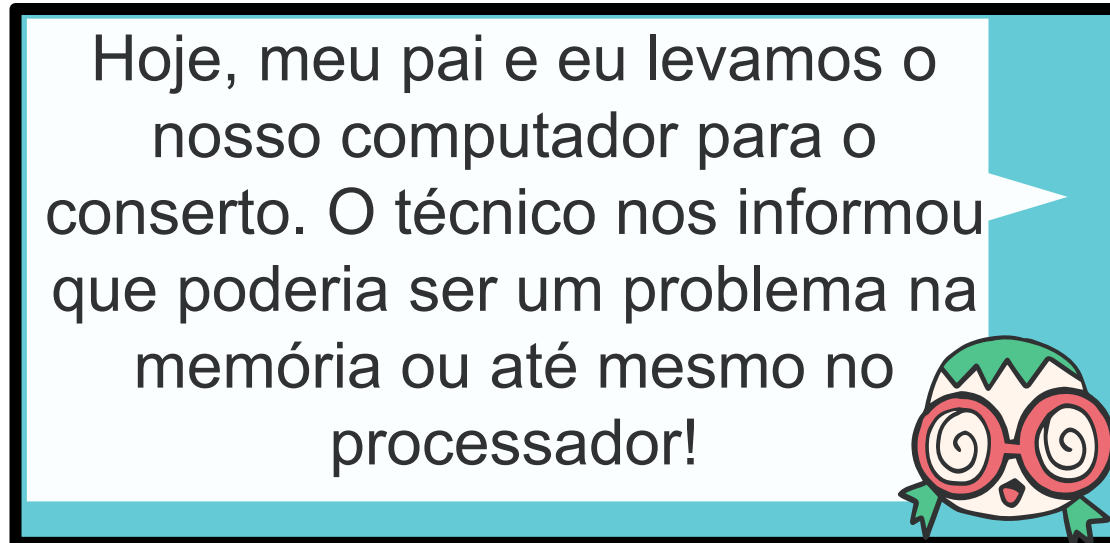 Hoje, meu pai e eu levamos o
nosso computador para o
conserto. O técnico nos informou
que poderia ser um problema na
memória ou até mesmo no
processador!